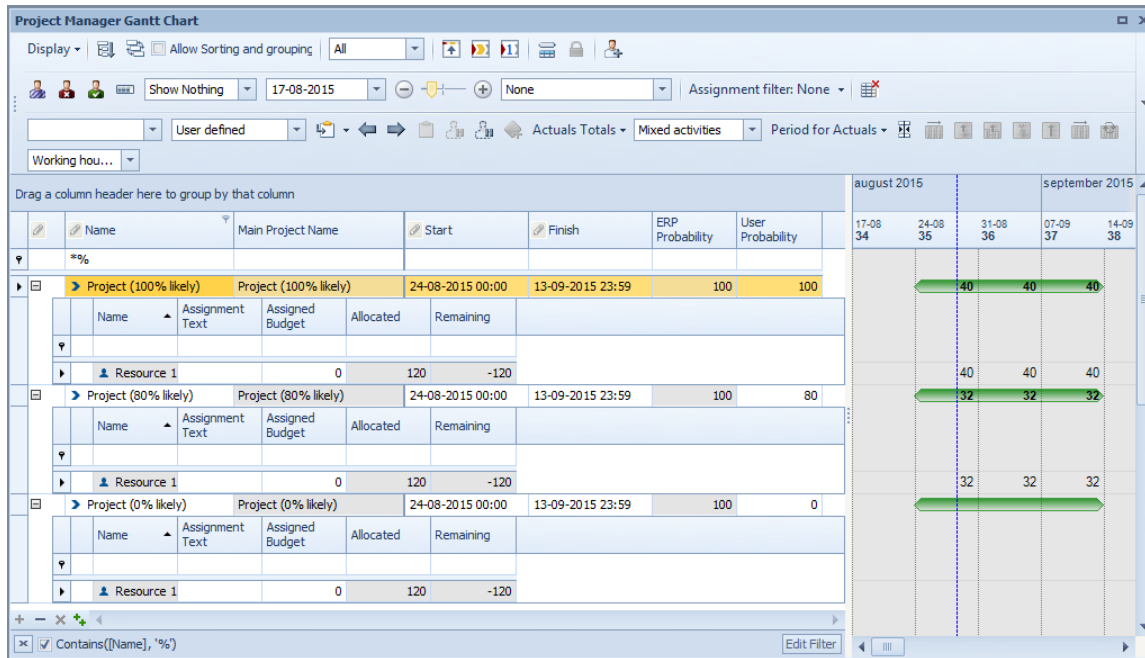 Project Manager Gantt Chart
Display Allow Sorting and grouping All
Show Nothing 17-08-2015 None Assignment filter: None
User defined Actuals Totals Mixed activities Period for Actuals
Working hou...
Drag a column header here to group by that column
august 2015 september 2015
Name Main Project Name Start Finish ERP Probability User Probability
17-08 24-08 31-08 07-09 14-09
34 35 36 37 38
*%
Project (100% likely) Project (100% likely) 24-08-2015 00:00 13-09-2015 23:59 100 100 40 40 40
Name Assignment Text Assigned Budget Allocated Remaining
Resource 1 0 120 -120 40 40 40
Project (80% likely) Project (80% likely) 24-08-2015 00:00 13-09-2015 23:59 100 80 32 32 32
Name Assignment Text Assigned Budget Allocated Remaining
Resource 1 0 120 -120 32 32 32
Project (0% likely) Project (0% likely) 24-08-2015 00:00 13-09-2015 23:59 100 0
Name Assignment Text Assigned Budget Allocated Remaining
Resource 1 0 120 -120
Contains([Name], '%') Edit Filter